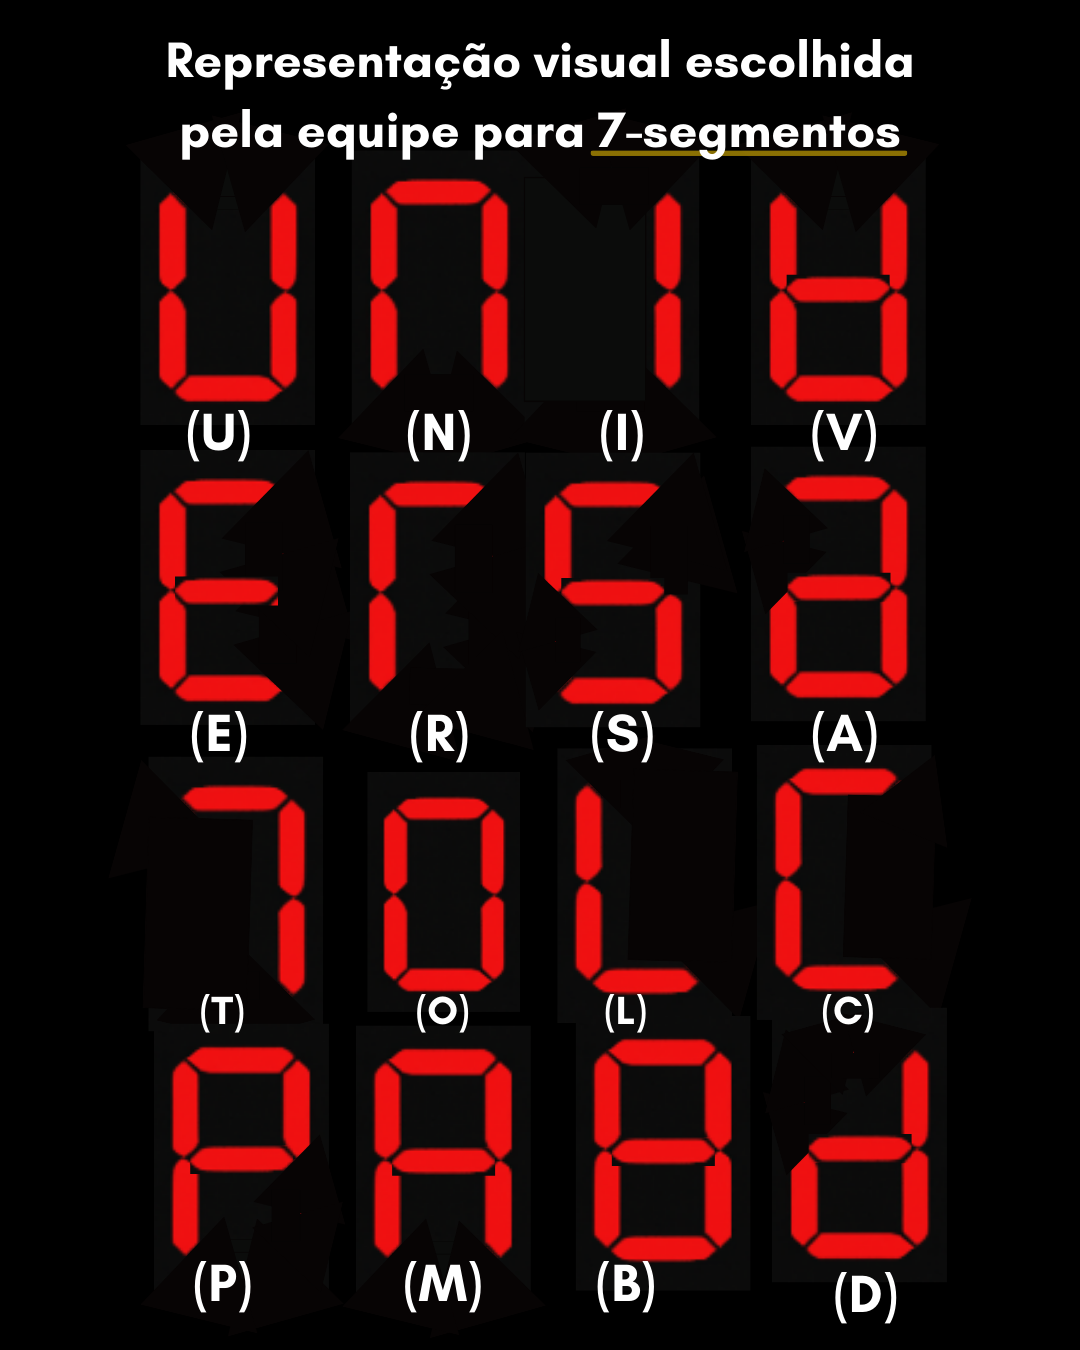 Representação visual escolhida
pela equipe para 7-segmentos
(U) (N) (I) (V)
(E) (R) (S) (A)
(T) (O) (L) (C)
(P) (M) (B) (D)